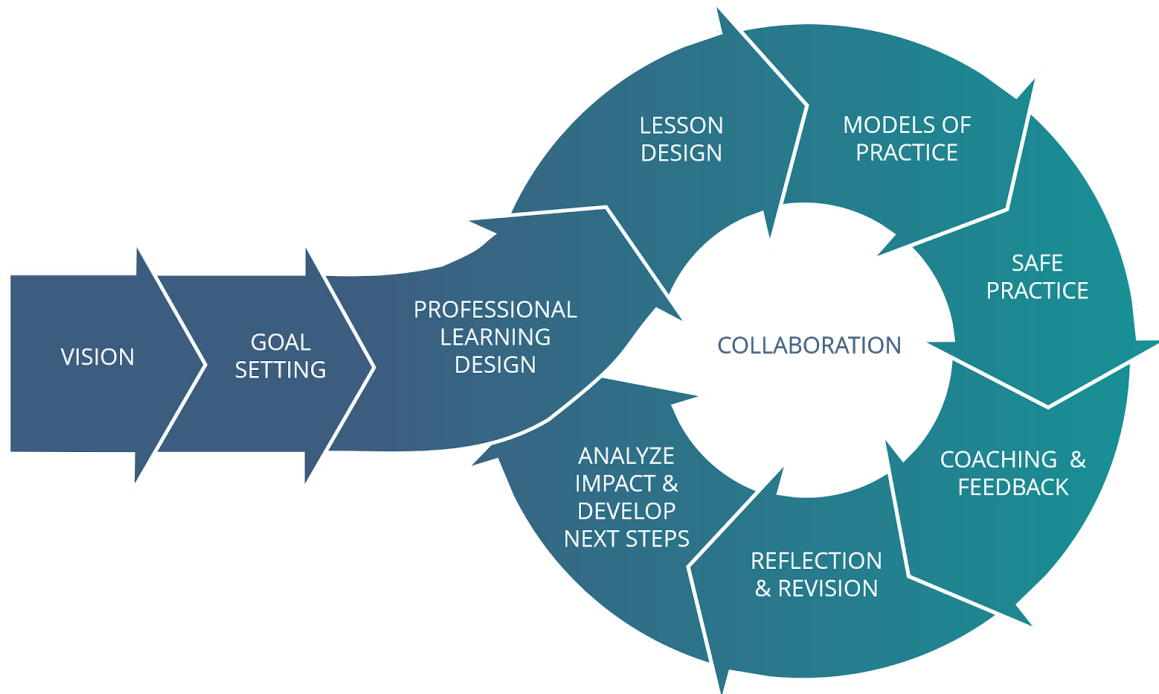 VISION
GOAL
SETTING
PROFESSIONAL
LEARNING
DESIGN
LESSON
DESIGN
MODELS OF
PRACTICE
SAFE
PRACTICE
COACHING &
FEEDBACK
REFLECTION
& REVISION
ANALYZE
IMPACT &
DEVELOP
NEXT STEPS
COLLABORATION